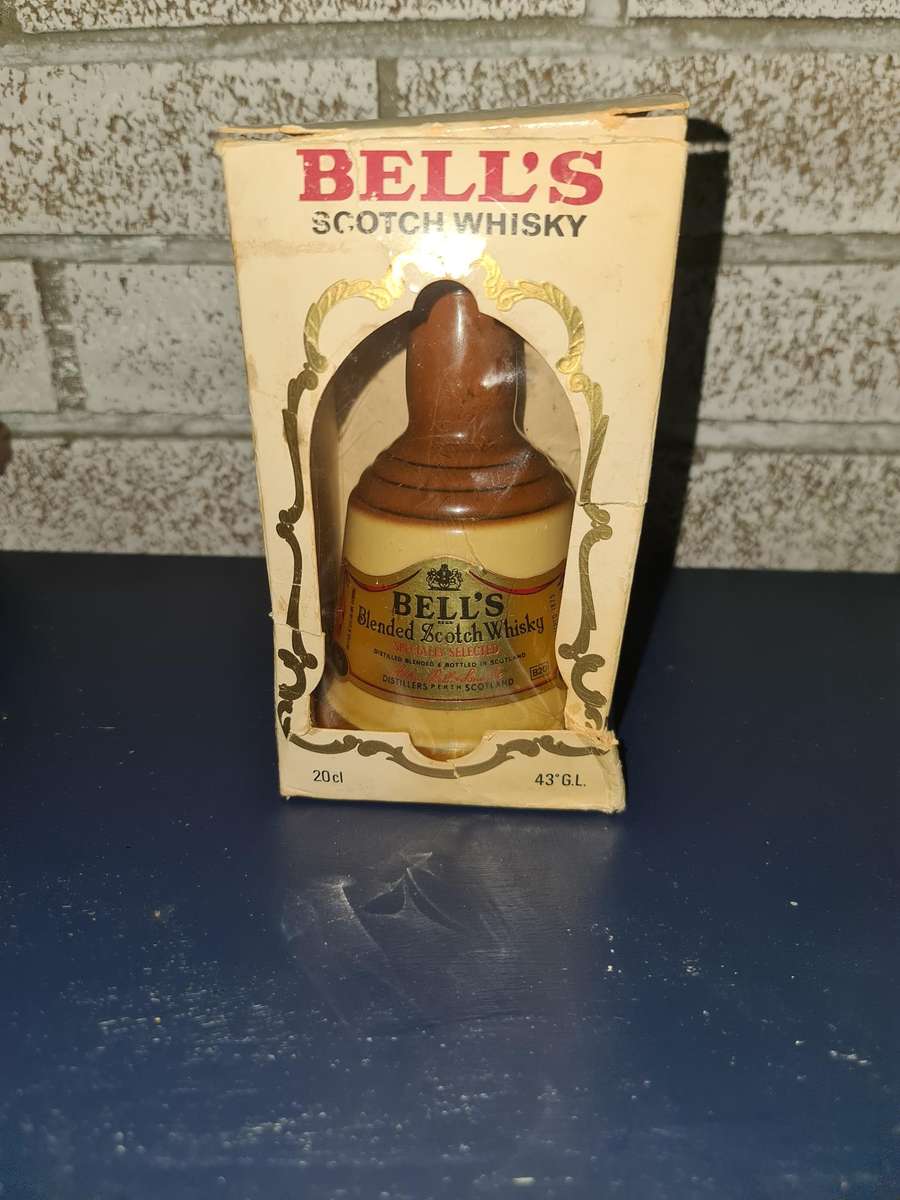 BELL'S
SCOTCH WHISKY
BELL'S
Blended Scotch Whisky
SPECIALLY SELECTED
DISTILLED BLENDED & BOTTLED IN SCOTLAND
DISTILLERS PERTH SCOTLAND
20cl
43°G.L.